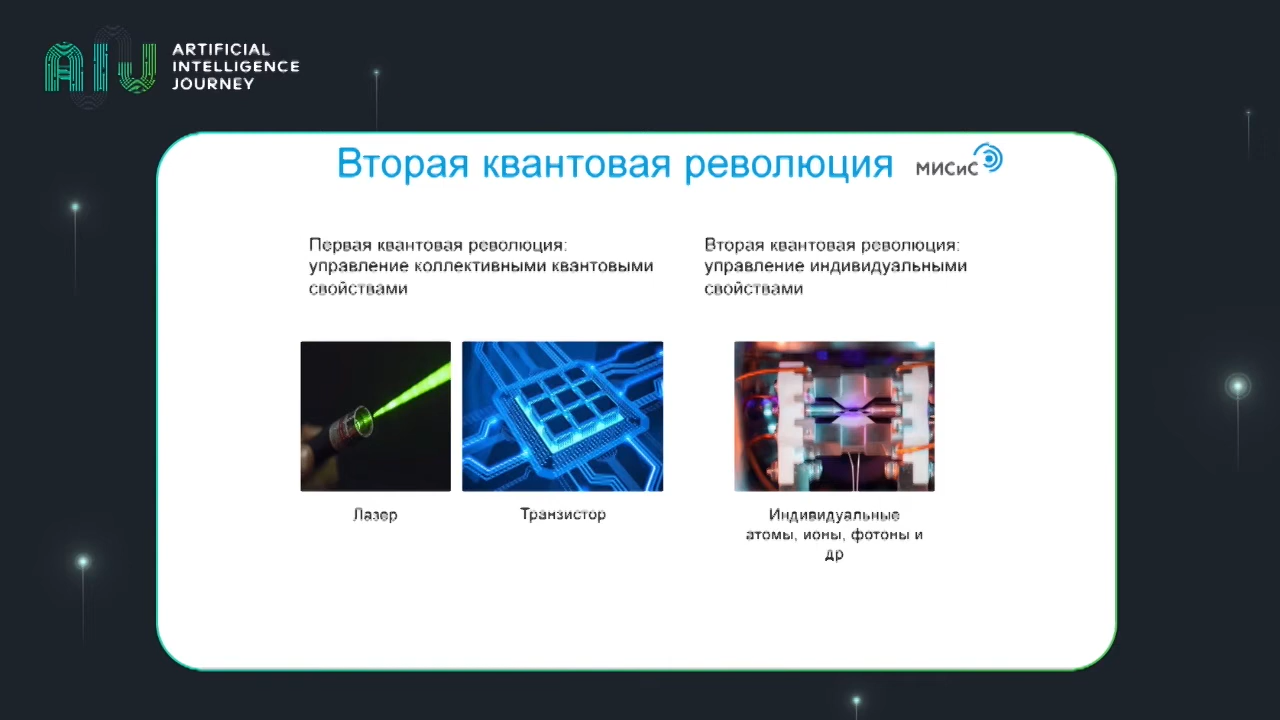 ARTIFICIAL
INTELLIGENCE
JOURNEY
Вторая квантовая революция
МИСиС
Первая квантовая революция:
управление коллективными квантовыми
свойствами
Вторая квантовая революция:
управление индивидуальными
свойствами
Лазер
Транзистор
Индивидуальные
атомы, ионы, фотоны и
др